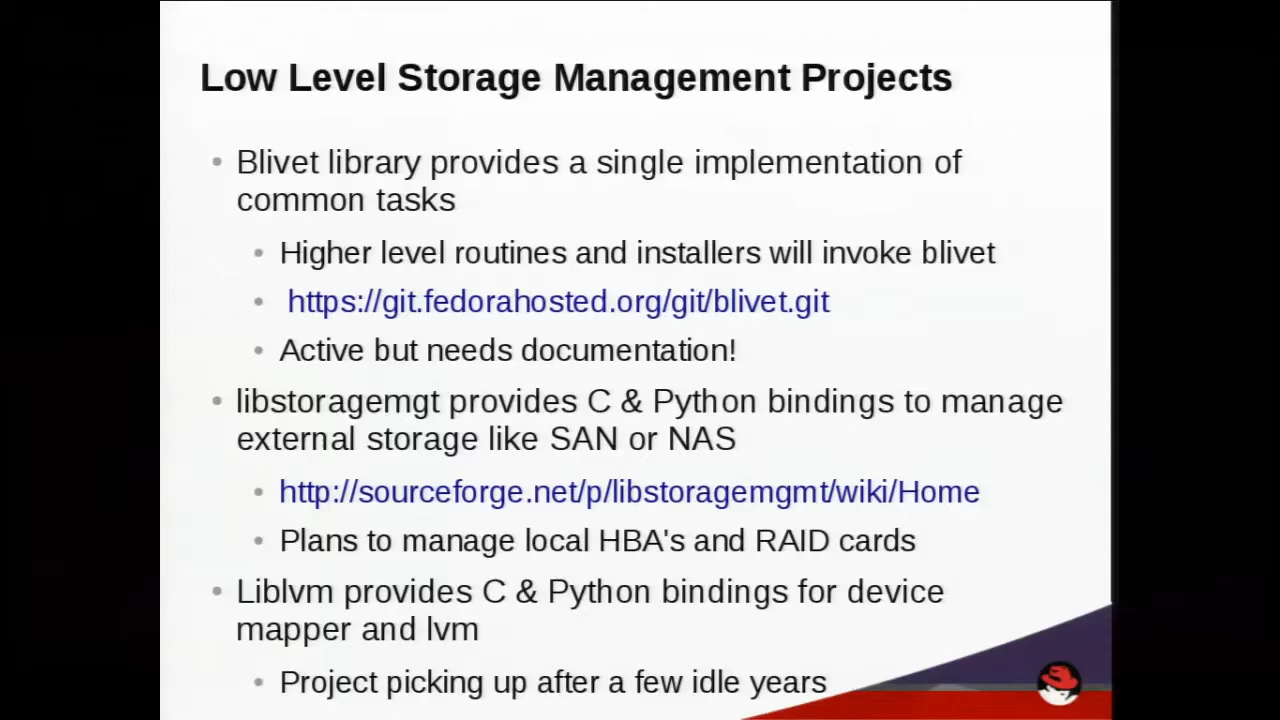 Low Level Storage Management Projects
Blivet library provides a single implementation of
common tasks
Higher level routines and installers will invoke blivet
https://git.fedorahosted.org/git/blivet.git
Active but needs documentation!
libstoragemgt provides C & Python bindings to manage
external storage like SAN or NAS
http://sourceforge.net/p/libstoragemgmt/wiki/Home
Plans to manage local HBA's and RAID cards
Liblvm provides C & Python bindings for device
mapper and lvm
Project picking up after a few idle years